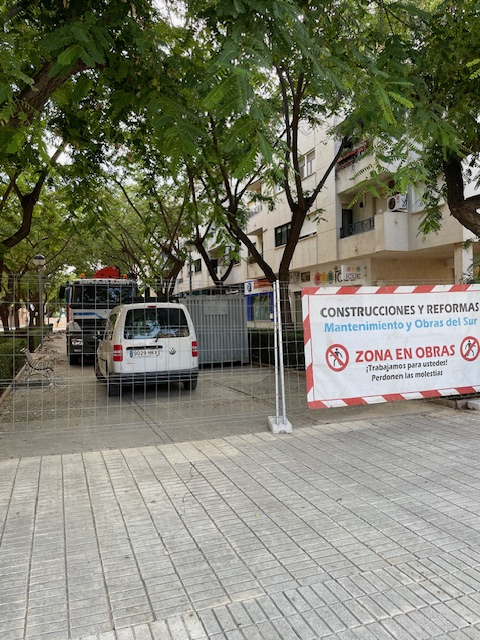 CONSTRUCCIONES Y REFORMAS
Mantenimiento y Obras del Sur
ZONA EN OBRAS
¡Trabajamos para ustedes!
Perdonen las molestias